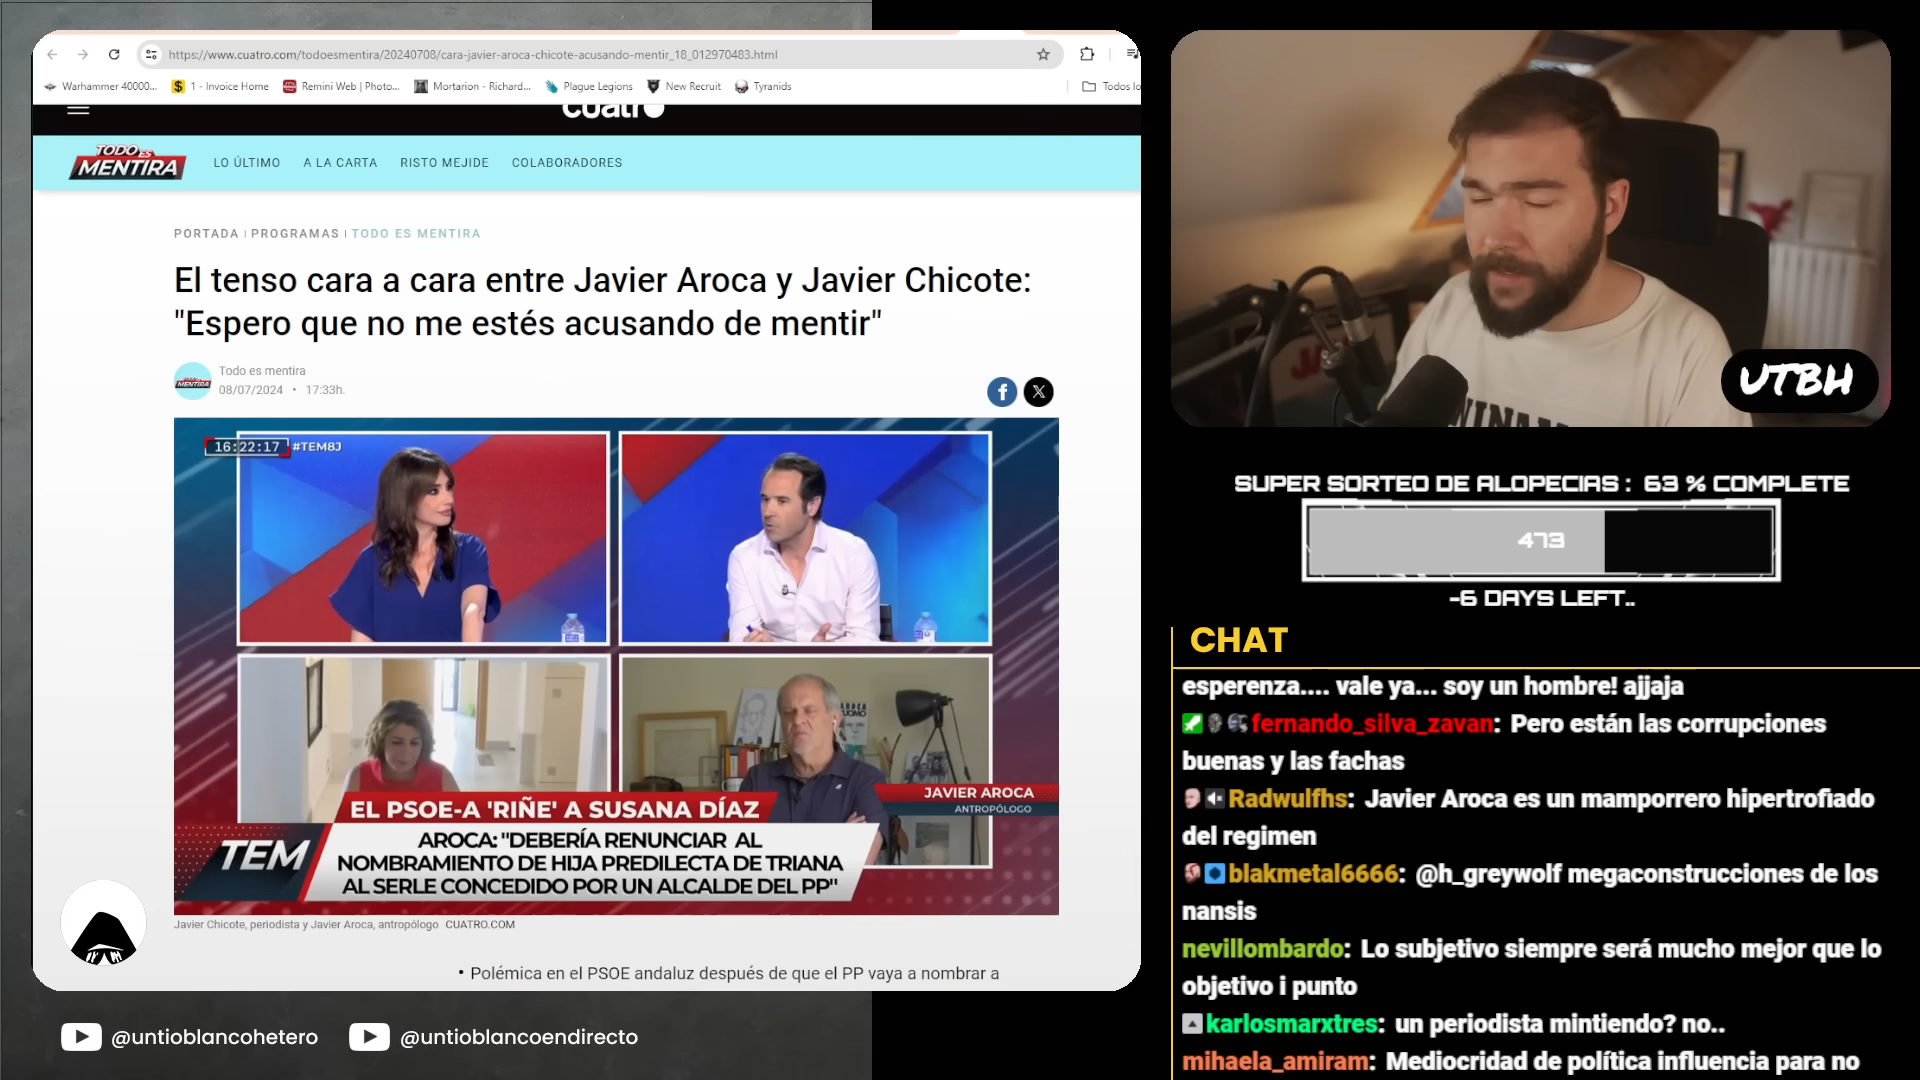 https://www.cuatro.com/todoesmentira/20240708/cara-javier-aroca-chicote-acusando-mentir_18_012970483.html
Warhammer 40000... 1 - Invoice Home Remini Web | Photo... Mortarion - Richard... Plague Legions New Recruit Tyranids Todos lo
cuatro
TODO ES MENTIRA
LO ÚLTIMO A LA CARTA RISTO MEJIDE COLABORADORES
PORTADA | PROGRAMAS | TODO ES MENTIRA
El tenso cara a cara entre Javier Aroca y Javier Chicote:
"Espero que no me estés acusando de mentir"
Todo es mentira
08/07/2024 • 17:33h.
16:22:17 #TEMBJ
JAVIER AROCA
ANTROPÓLOGO
EL PSOE-A 'RIÑE' A SUSANA DÍAZ
TEM
AROCA: "DEBERÍA RENUNCIAR AL
NOMBRAMIENTO DE HIJA PREDILECTA DE TRIANA
AL SERLE CONCEDIDO POR UN ALCALDE DEL PP"
Javier Chicote, periodista y Javier Aroca, antropólogo CUATRO.COM
• Polémica en el PSOE andaluz después de que el PP vaya a nombrar a
@untioblancohetero @untioblancoendirecto
UTBH
SUPER SORTEO DE ALOPECIAS : 63 % COMPLETE
473
-6 DAYS LEFT..
CHAT
esperenza.... vale ya... soy un hombre! ajjaja
fernando_silva_zavan: Pero están las corrupciones
buenas y las fachas
Radwulfhs: Javier Aroca es un mamporrero hipertrofiado
del regimen
blakmetal6666: @h_greywolf megaconstrucciones de los
nansis
nevillombardo: Lo subjetivo siempre será mucho mejor que lo
objetivo i punto
karlosmarxtres: un periodista mintiendo? no..
mihaela_amiram: Mediocridad de política influencia para no